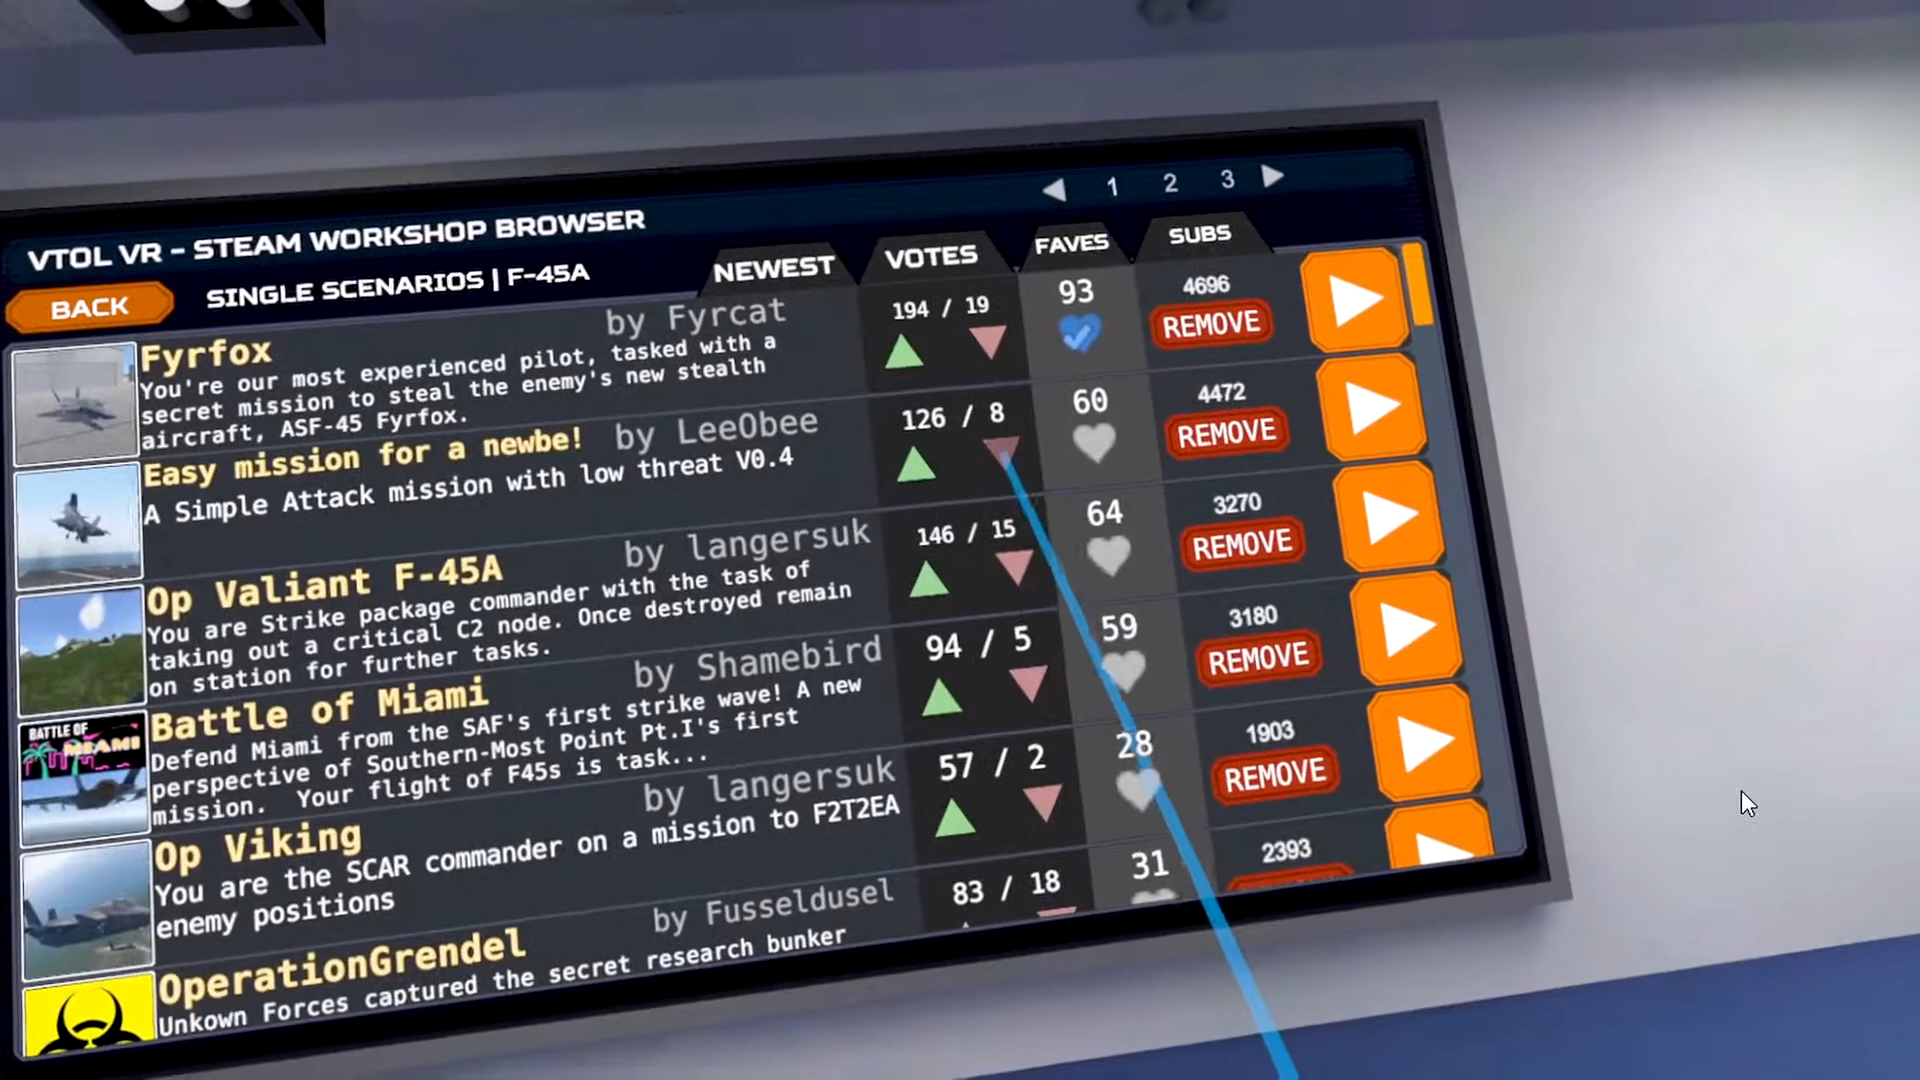 ◀ 1 2 3 ▶
VTOL VR - STEAM WORKSHOP BROWSER
BACK
SINGLE SCENARIOS | F-45A
NEWEST
VOTES
FAVES
SUBS
Fyrfox
by Fyrcat
You're our most experienced pilot, tasked with a
secret mission to steal the enemy's new stealth
aircraft, ASF-45 Fyrfox.
194 / 19
93
4696
REMOVE
Easy mission for a newbe!
by LeeObee
A Simple Attack mission with low threat V0.4
126 / 8
60
4472
REMOVE
Op Valiant F-45A
by langersuk
You are Strike package commander with the task of
taking out a critical C2 node. Once destroyed remain
on station for further tasks.
146 / 15
64
3270
REMOVE
BATTLE OF
MIAMI
Battle of Miami
by Shamebird
Defend Miami from the SAF's first strike wave! A new
perspective of Southern-Most Point Pt.I's first
mission. Your flight of F45s is task...
94 / 5
59
3180
REMOVE
Op Viking
by langersuk
You are the SCAR commander on a mission to F2T2EA
enemy positions
57 / 2
28
1903
REMOVE
OperationGrendel
by Fusseldusel
Unkown Forces captured the secret research bunker
83 / 18
31
2393